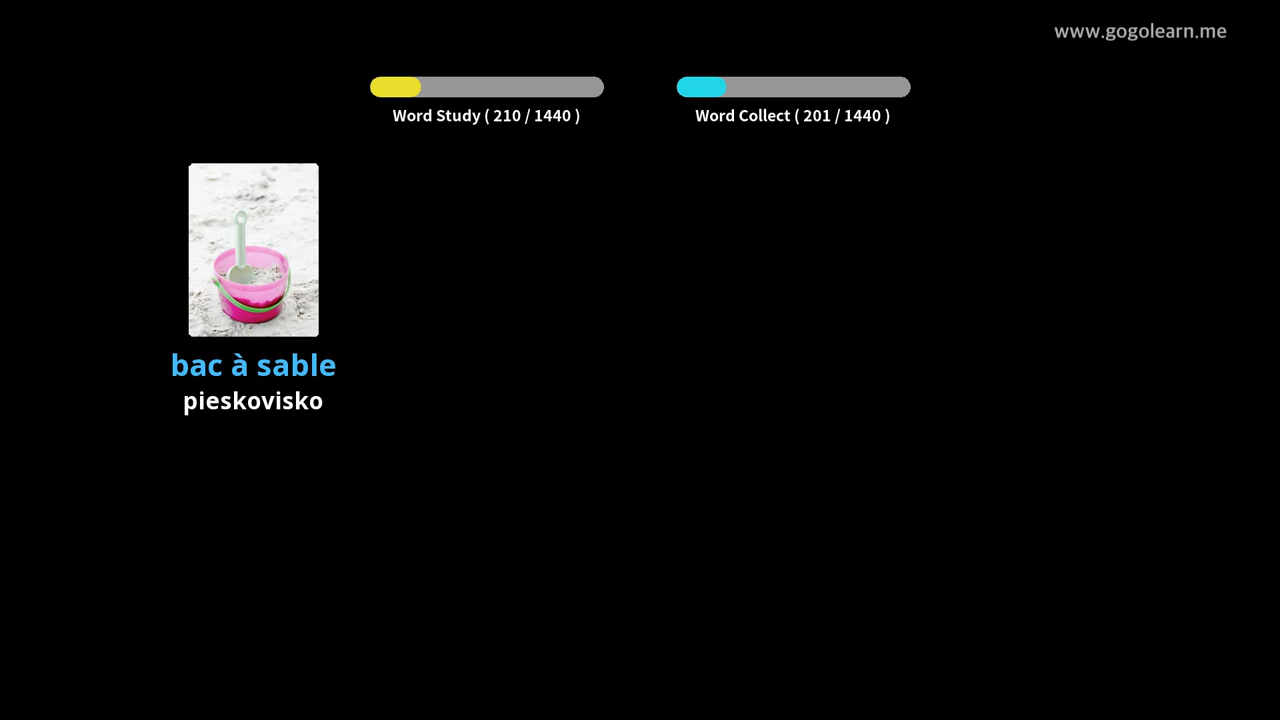 www.gogolearn.me
Word Study ( 210 / 1440 )
Word Collect ( 201 / 1440 )
bac à sable
pieskovisko